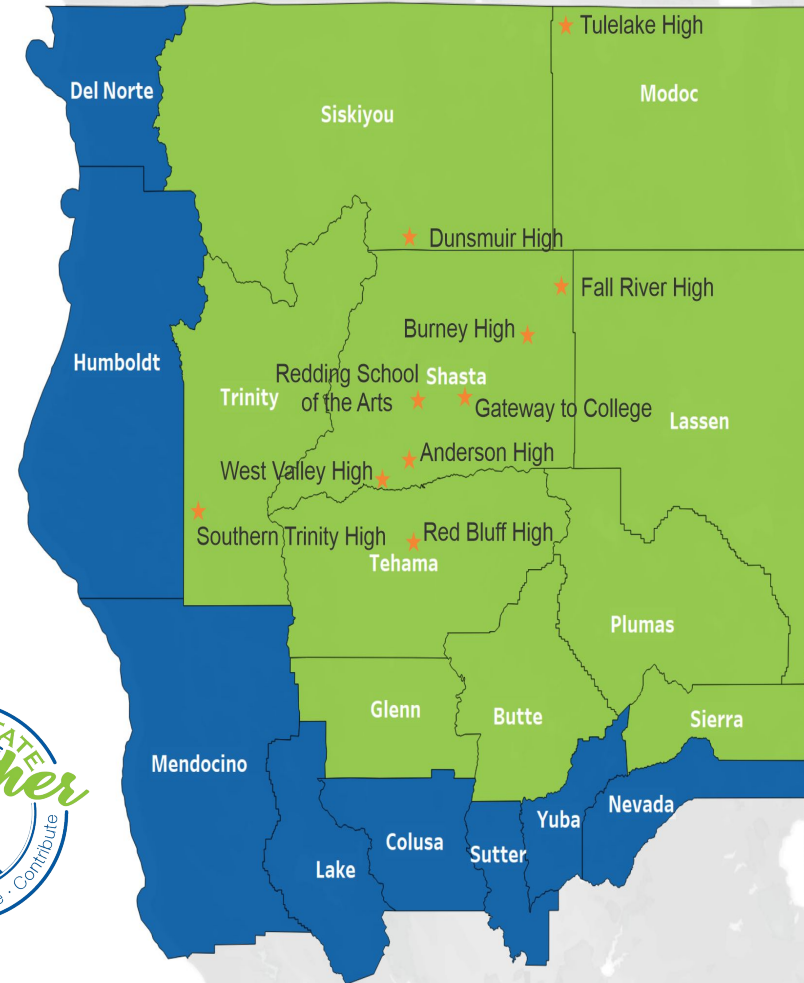 Tulelake High
Del Norte
Siskiyou
Modoc
Dunsmuir High
Fall River High
Burney High
Humboldt
Redding School
of the Arts
Shasta
Trinity
Gateway to College
Lassen
Anderson High
West Valley High
Southern Trinity High
Red Bluff High
Tehama
Plumas
Glenn
Butte
Sierra
Mendocino
Nevada
Yuba
Colusa
Sutter
Lake
· Contribute